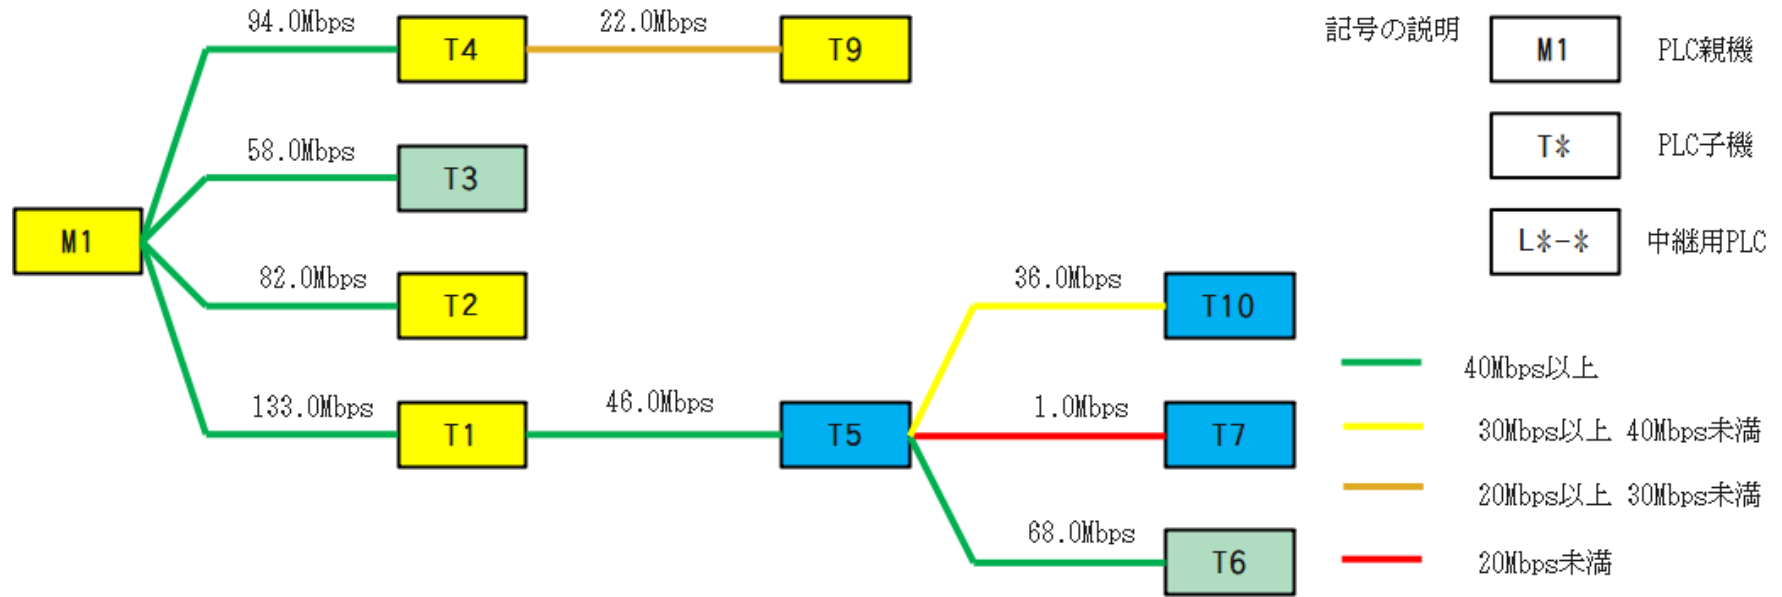 94.0Mbps
T4
22.0Mbps
T9
58.0Mbps
T3
M1
82.0Mbps
T2
36.0Mbps
T10
133.0Mbps
T1
46.0Mbps
T5
1.0Mbps
T7
68.0Mbps
T6
記号の説明
M1 PLC親機
T* PLC子機
L*-* 中継用PLC
40Mbps以上
30Mbps以上 40Mbps未満
20Mbps以上 30Mbps未満
20Mbps未満